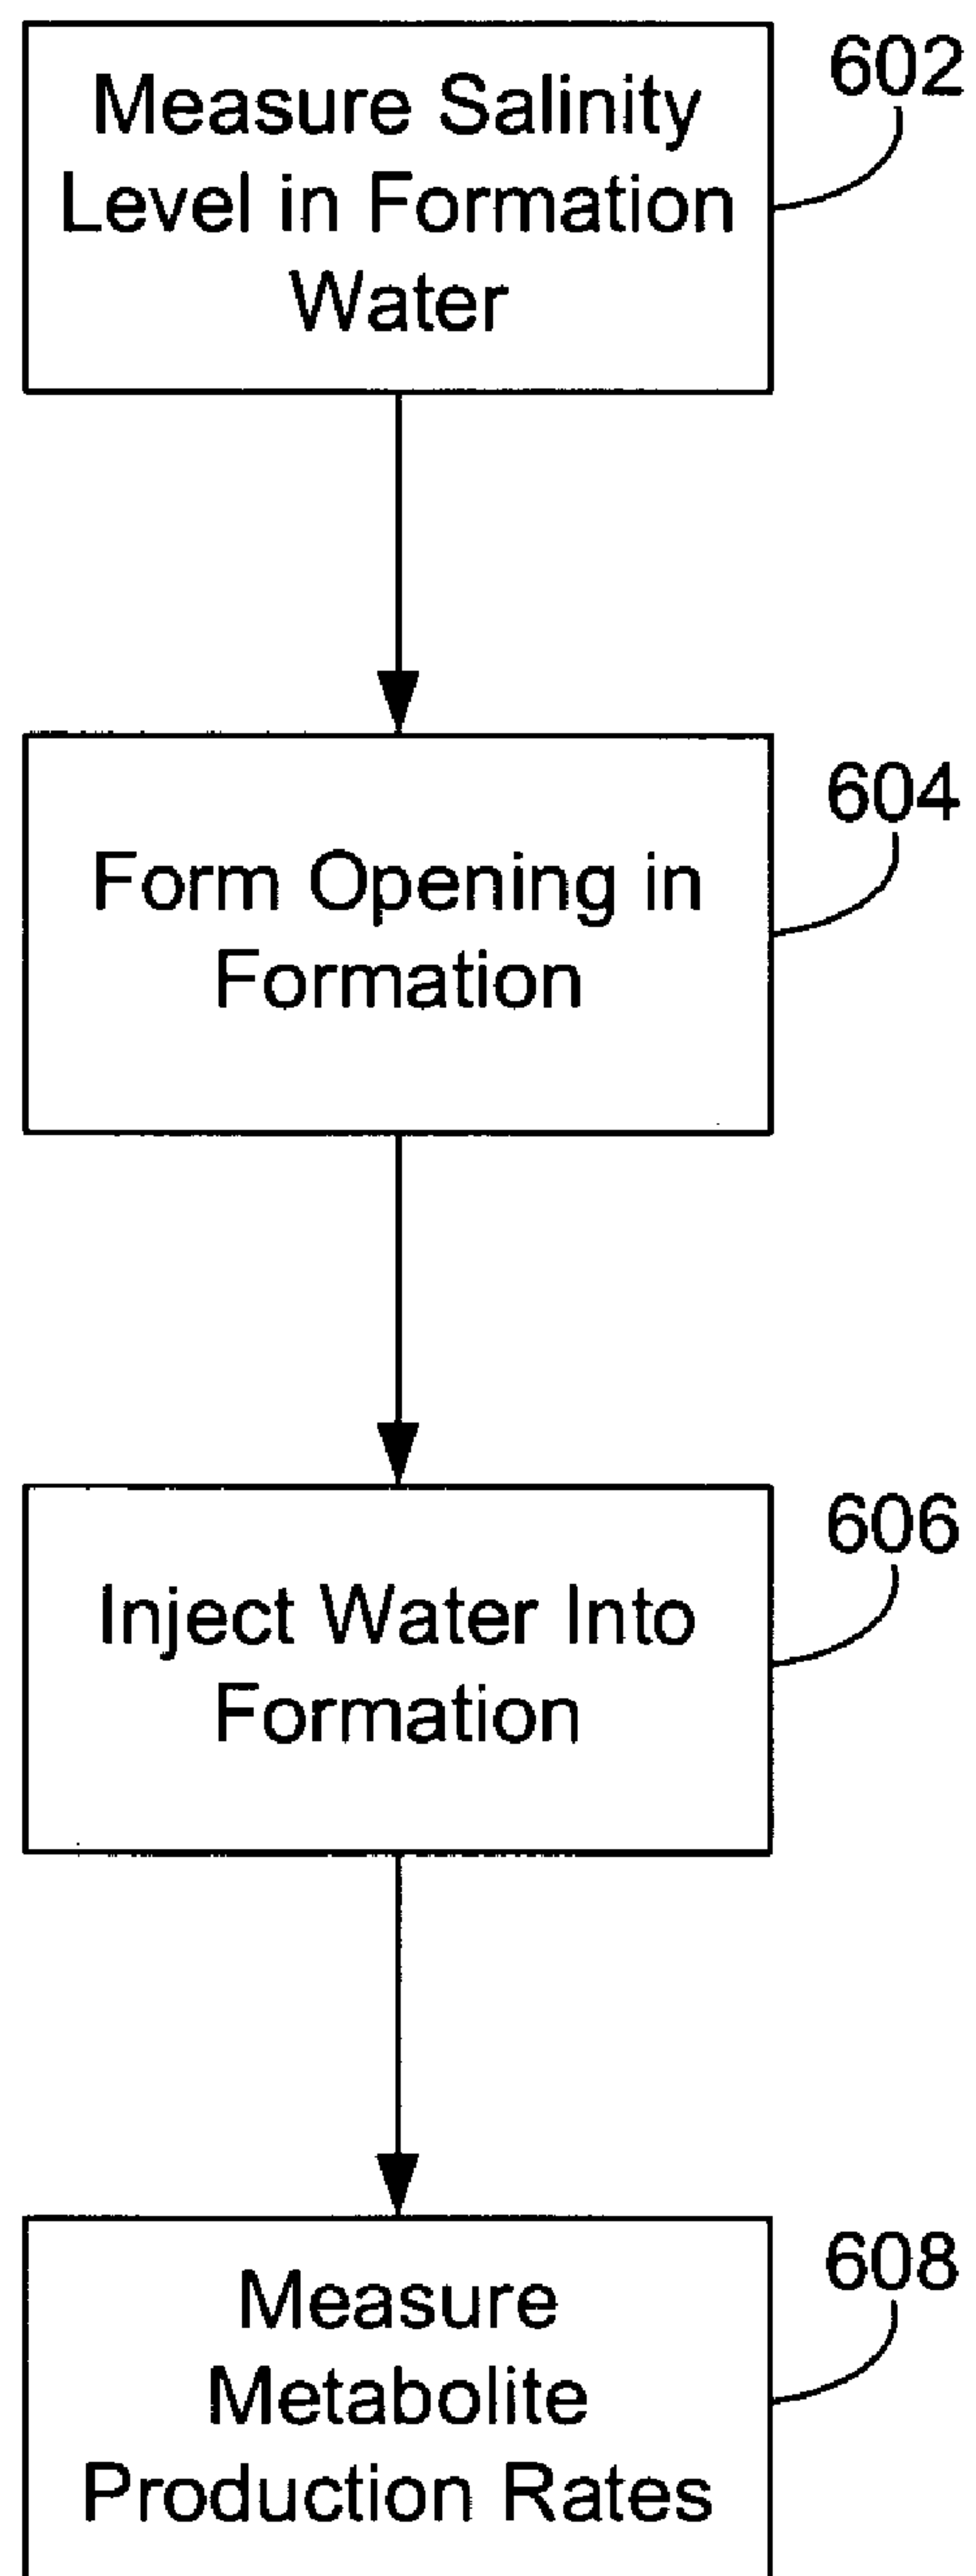 Measure Salinity
Level in Formation
Water
602
Form Opening in
Formation
604
Inject Water Into
Formation
606
Measure
Metabolite
Production Rates
608